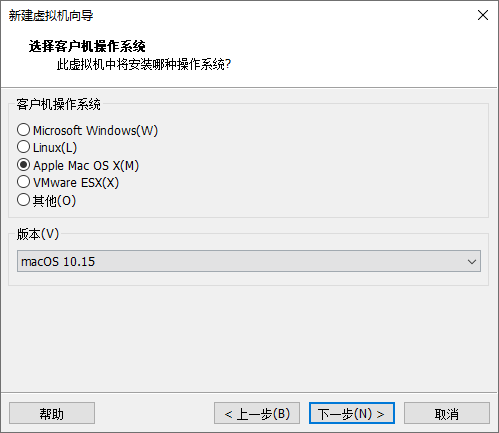 新建虚拟机向导
选择客户机操作系统
此虚拟机中将安装哪种操作系统?
客户机操作系统
Microsoft Windows(W)
Linux(L)
Apple Mac OS X(M)
VMware ESX(X)
其他(O)
版本(V)
macOS 10.15
帮助
< 上一步(B)
下一步(N) >
取消